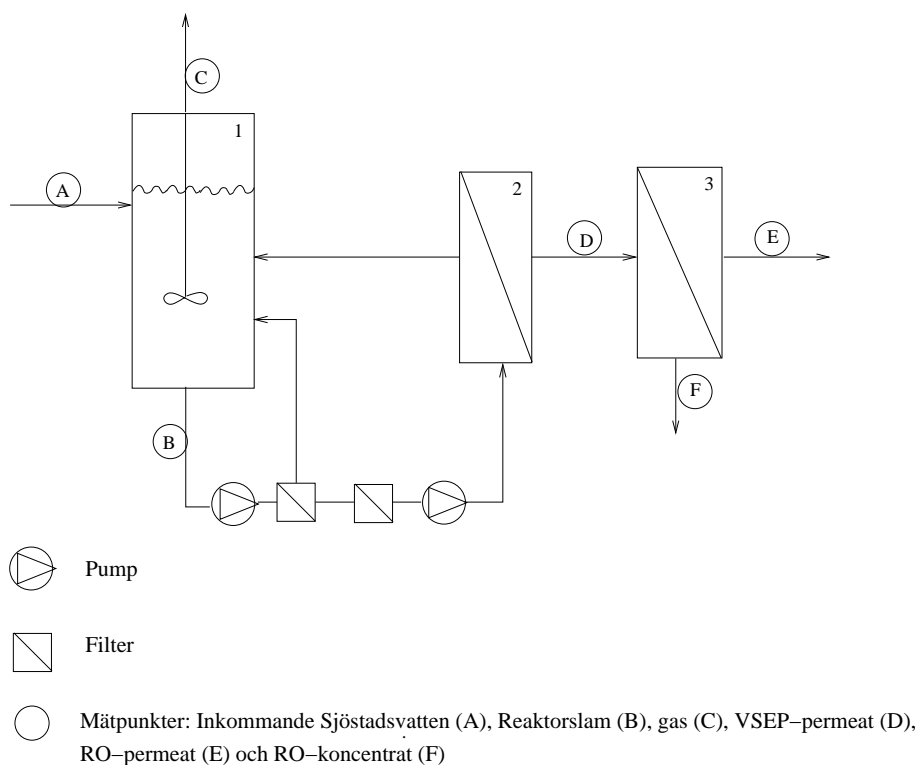 C
1
A
2
3
D
E
F
B
Pump
Filter
Mätpunkter: Inkommande Sjöstadsvatten (A), Reaktorslam (B), gas (C), VSEP−permeat (D),
RO−permeat (E) och RO−koncentrat (F)